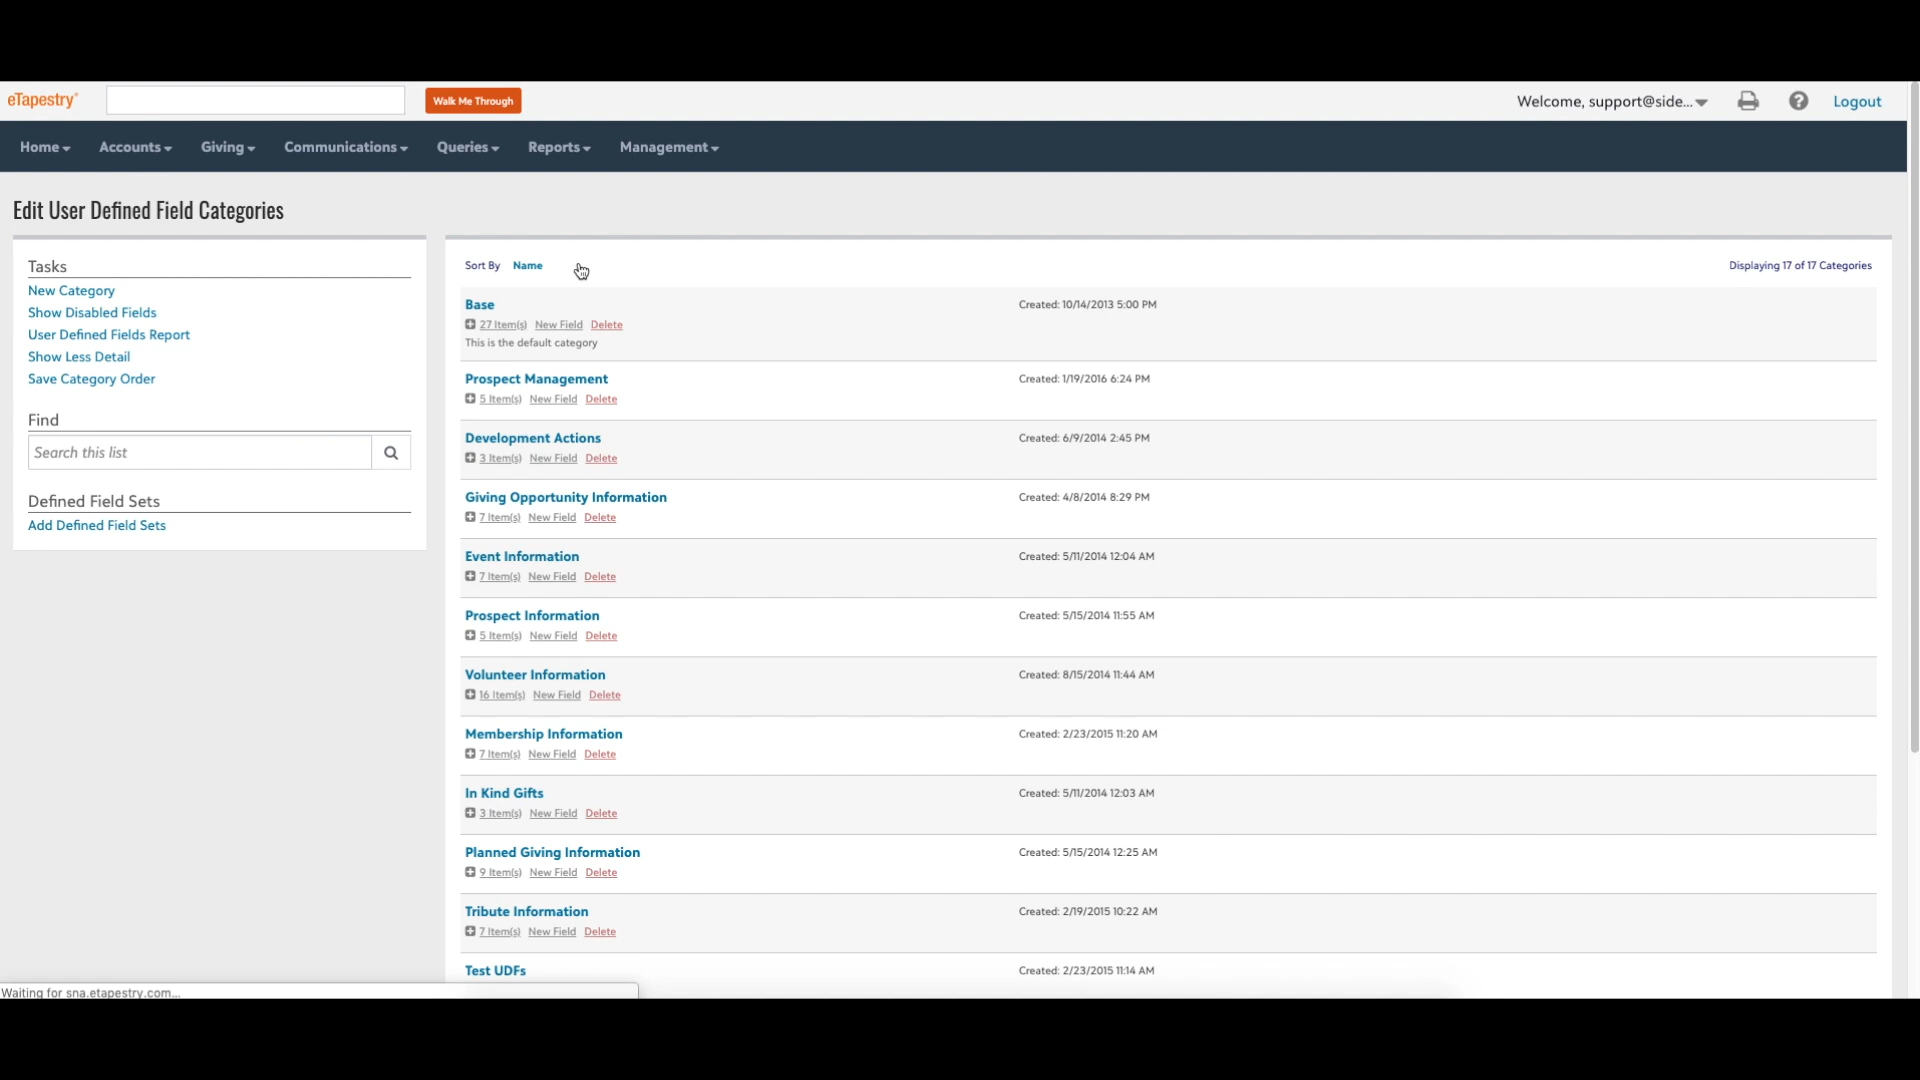 eTapestry
Walk Me Through
Welcome, support@side...
Logout
Home
Accounts
Giving
Communications
Queries
Reports
Management
Edit User Defined Field Categories
Tasks
New Category
Show Disabled Fields
User Defined Fields Report
Show Less Detail
Save Category Order
Find
Search this list
Defined Field Sets
Add Defined Field Sets
Sort By Name
Displaying 17 of 17 Categories
Base
Created: 10/14/2013 5:00 PM
27 Item(s) New Field Delete
This is the default category
Prospect Management
Created: 1/19/2016 6:24 PM
5 Item(s) New Field Delete
Development Actions
Created: 6/9/2014 2:45 PM
3 Item(s) New Field Delete
Giving Opportunity Information
Created: 4/8/2014 8:29 PM
7 Item(s) New Field Delete
Event Information
Created: 5/11/2014 12:04 AM
7 Item(s) New Field Delete
Prospect Information
Created: 5/15/2014 11:55 AM
5 Item(s) New Field Delete
Volunteer Information
Created: 8/15/2014 11:44 AM
16 Item(s) New Field Delete
Membership Information
Created: 2/23/2015 11:20 AM
7 Item(s) New Field Delete
In Kind Gifts
Created: 5/11/2014 12:03 AM
3 Item(s) New Field Delete
Planned Giving Information
Created: 5/15/2014 12:25 AM
9 Item(s) New Field Delete
Tribute Information
Created: 2/19/2015 10:22 AM
7 Item(s) New Field Delete
Test UDFs
Created: 2/23/2015 11:14 AM
Waiting for sna.etapestry.com...